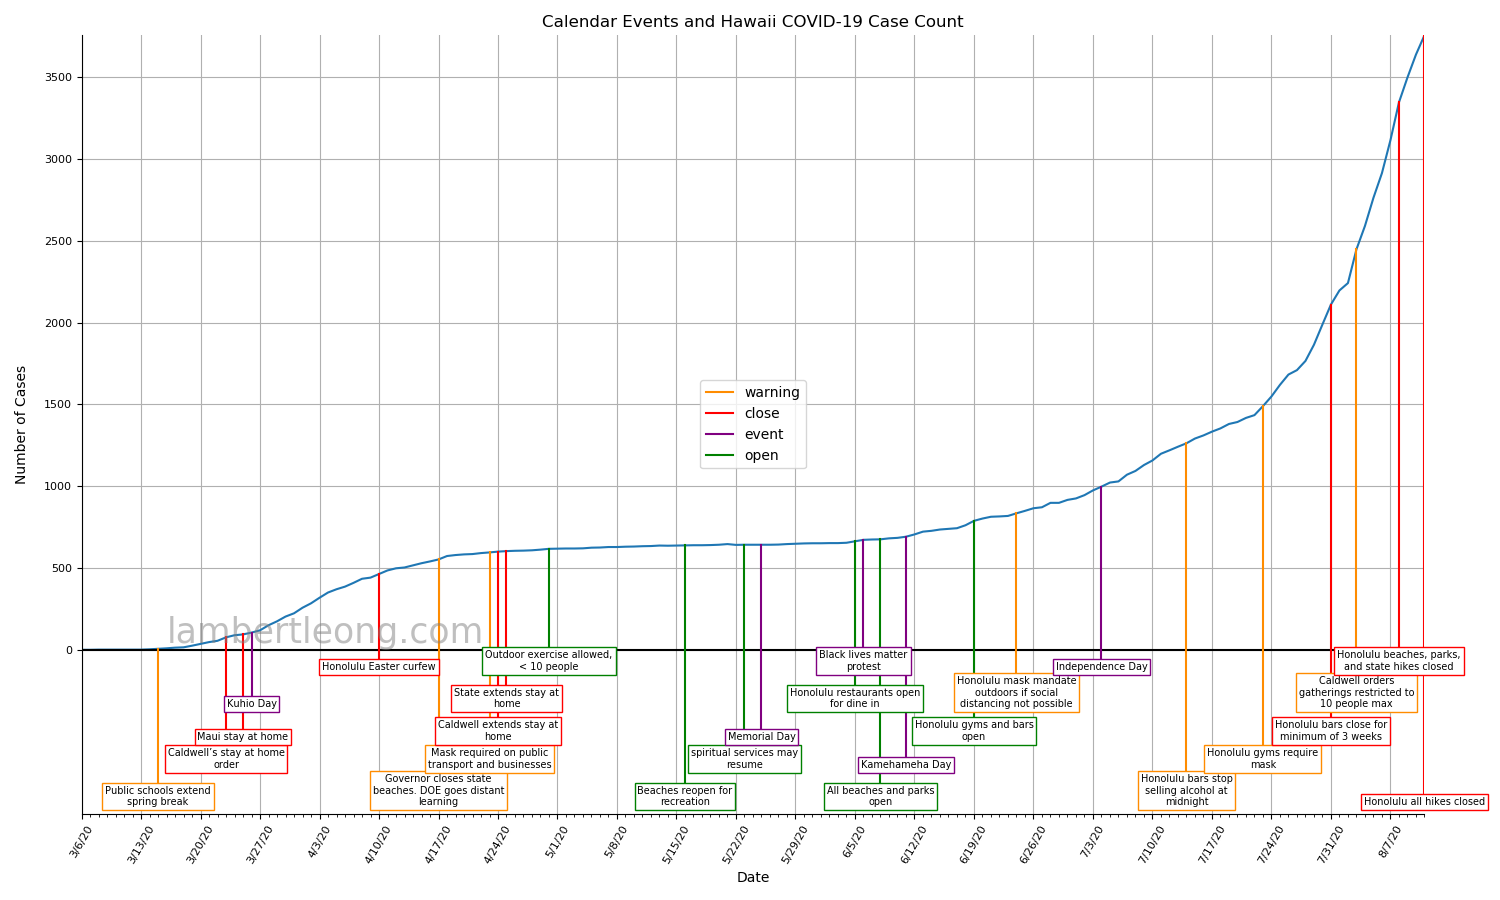 Calendar Events and Hawaii COVID-19 Case Count
Number of Cases
3500
3000
2500
2000
1500
1000
500
0
warning
close
event
open
lambertleong.com
Public schools extend
spring break
Caldwell's stay at home
order
Maui stay at home
Kuhio Day
Honolulu Easter curfew
Governor closes state
beaches. DOE goes distant
learning
Mask required on public
transport and businesses
Caldwell extends stay at
home
State extends stay at
home
Outdoor exercise allowed,
< 10 people
Beaches reopen for
recreation
spiritual services may
resume
Memorial Day
Honolulu restaurants open
for dine in
Black lives matter
protest
All beaches and parks
open
Kamehameha Day
Honolulu gyms and bars
open
Honolulu mask mandate
outdoors if social
distancing not possible
Independence Day
Honolulu bars stop
selling alcohol at
midnight
Honolulu gyms require
mask
Honolulu bars close for
minimum of 3 weeks
Caldwell orders
gatherings restricted to
10 people max
Honolulu beaches, parks,
and state hikes closed
Honolulu all hikes closed
3/6/20
3/13/20
3/20/20
3/27/20
4/3/20
4/10/20
4/17/20
4/24/20
5/1/20
5/8/20
5/15/20
5/22/20
5/29/20
6/5/20
6/12/20
6/19/20
6/26/20
7/3/20
7/10/20
7/17/20
7/24/20
7/31/20
8/7/20
Date